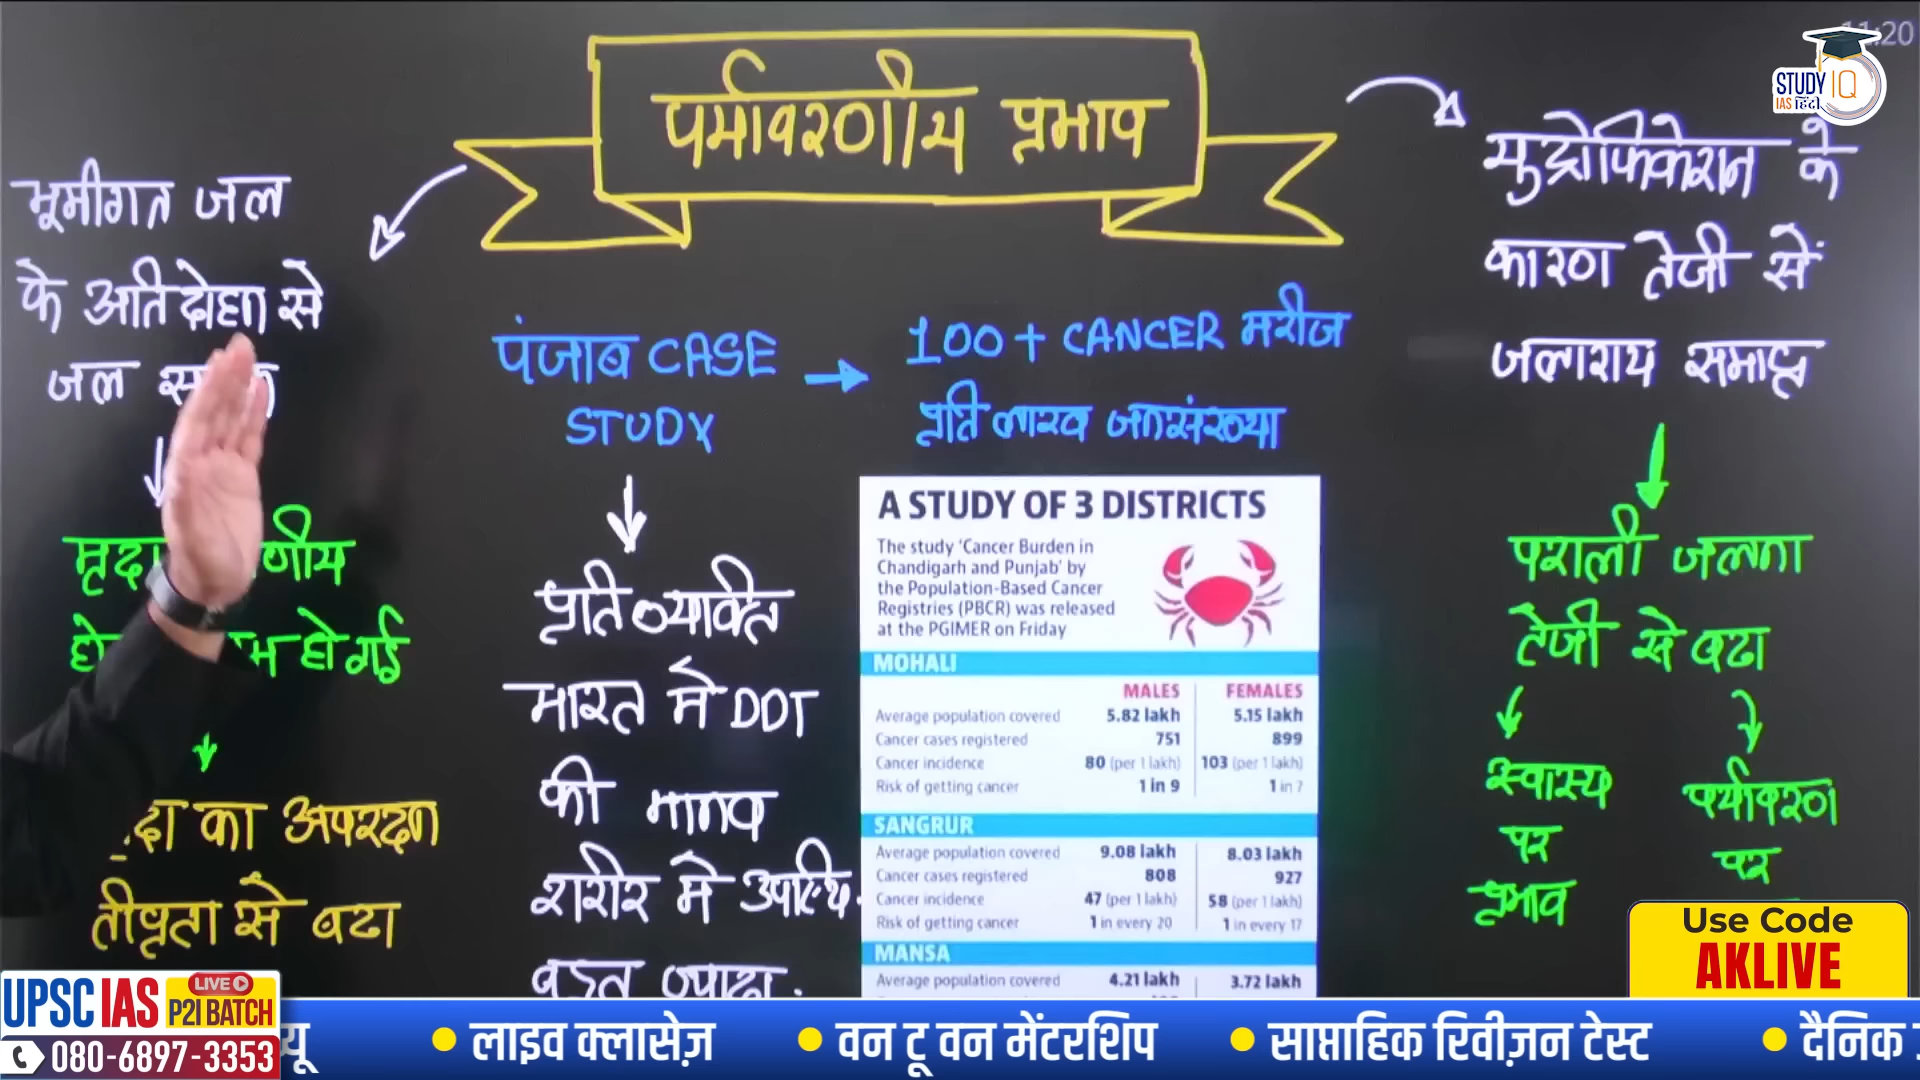 11:20
STUDY IQ
IAS हिंदी
पर्यावरणीय प्रभाव
भूमीगत जल
के अतिदोहन से
जल
मृदा
हो गई
का अपरदन
तीव्रता से बढा
पंजाब CASE
STUDY
100+ CANCER मरीज
प्रति लाख जनसंख्या
प्रति व्यक्ति
भारत में DDT
की मानव
शरीर में
बहुत ज्यादा.
A STUDY OF 3 DISTRICTS
The study ‘Cancer Burden in
Chandigarh and Punjab’ by
the Population-Based Cancer
Registries (PBCR) was released
at the PGIMER on Friday
MOHALI
MALES FEMALES
Average population covered 5.82 lakh 5.15 lakh
Cancer cases registered 751 899
Cancer incidence 80 (per 1 lakh) 103 (per 1 lakh)
Risk of getting cancer 1 in 9 1 in 7
SANGRUR
Average population covered 9.08 lakh 8.03 lakh
Cancer cases registered 808 927
Cancer incidence 47 (per 1 lakh) 58 (per 1 lakh)
Risk of getting cancer 1 in every 20 1 in every 17
MANSA
Average population covered 4.21 lakh 3.72 lakh
युट्रोफिकेशन के
कारण तेजी से
जलाशय समाप्त
पराली जलना
तेजी से बढा
स्वास्थ्य
पर
प्रभाव
पर्यावरण
पर
Use Code
AKLIVE
UPSC IAS LIVE
P2I BATCH
080-6897-3353
लाइव क्लासेज़ वन टू वन मेंटरशिप साप्ताहिक रिवीज़न टेस्ट दैनिक